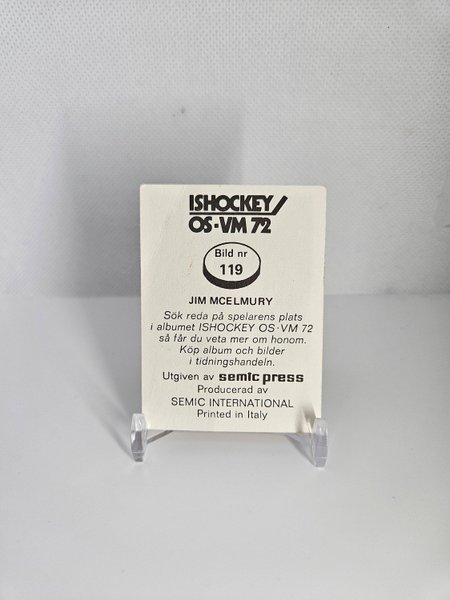 ISHOCKEY/
OS·VM 72
Bild nr
119
JIM MCELMURY
Sök reda på spelarens plats
i albumet ISHOCKEY OS·VM 72
så får du veta mer om honom.
Köp album och bilder
i tidningshandeln.
Utgiven av semic press
Producerad av
SEMIC INTERNATIONAL
Printed in Italy